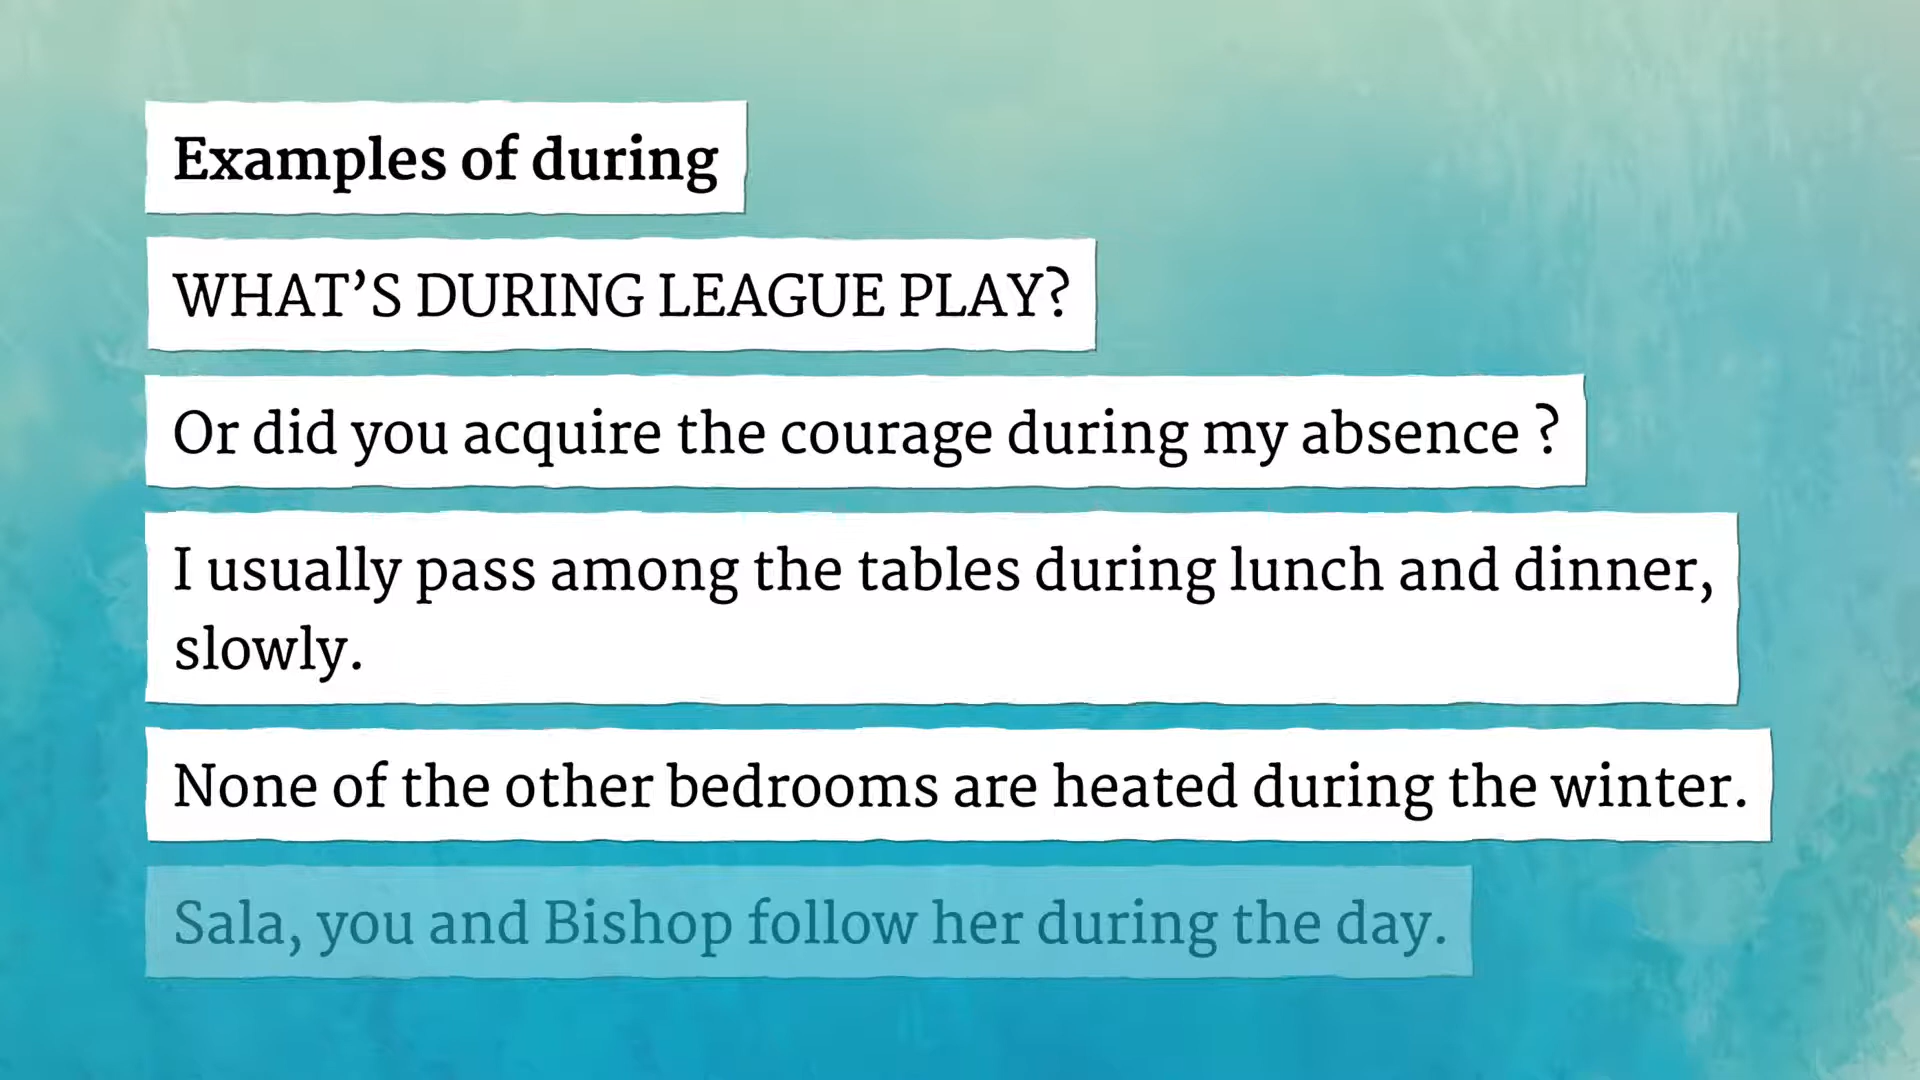 Examples of during
WHAT’S DURING LEAGUE PLAY?
Or did you acquire the courage during my absence ?
I usually pass among the tables during lunch and dinner,
slowly.
None of the other bedrooms are heated during the winter.
Sala, you and Bishop follow her during the day.